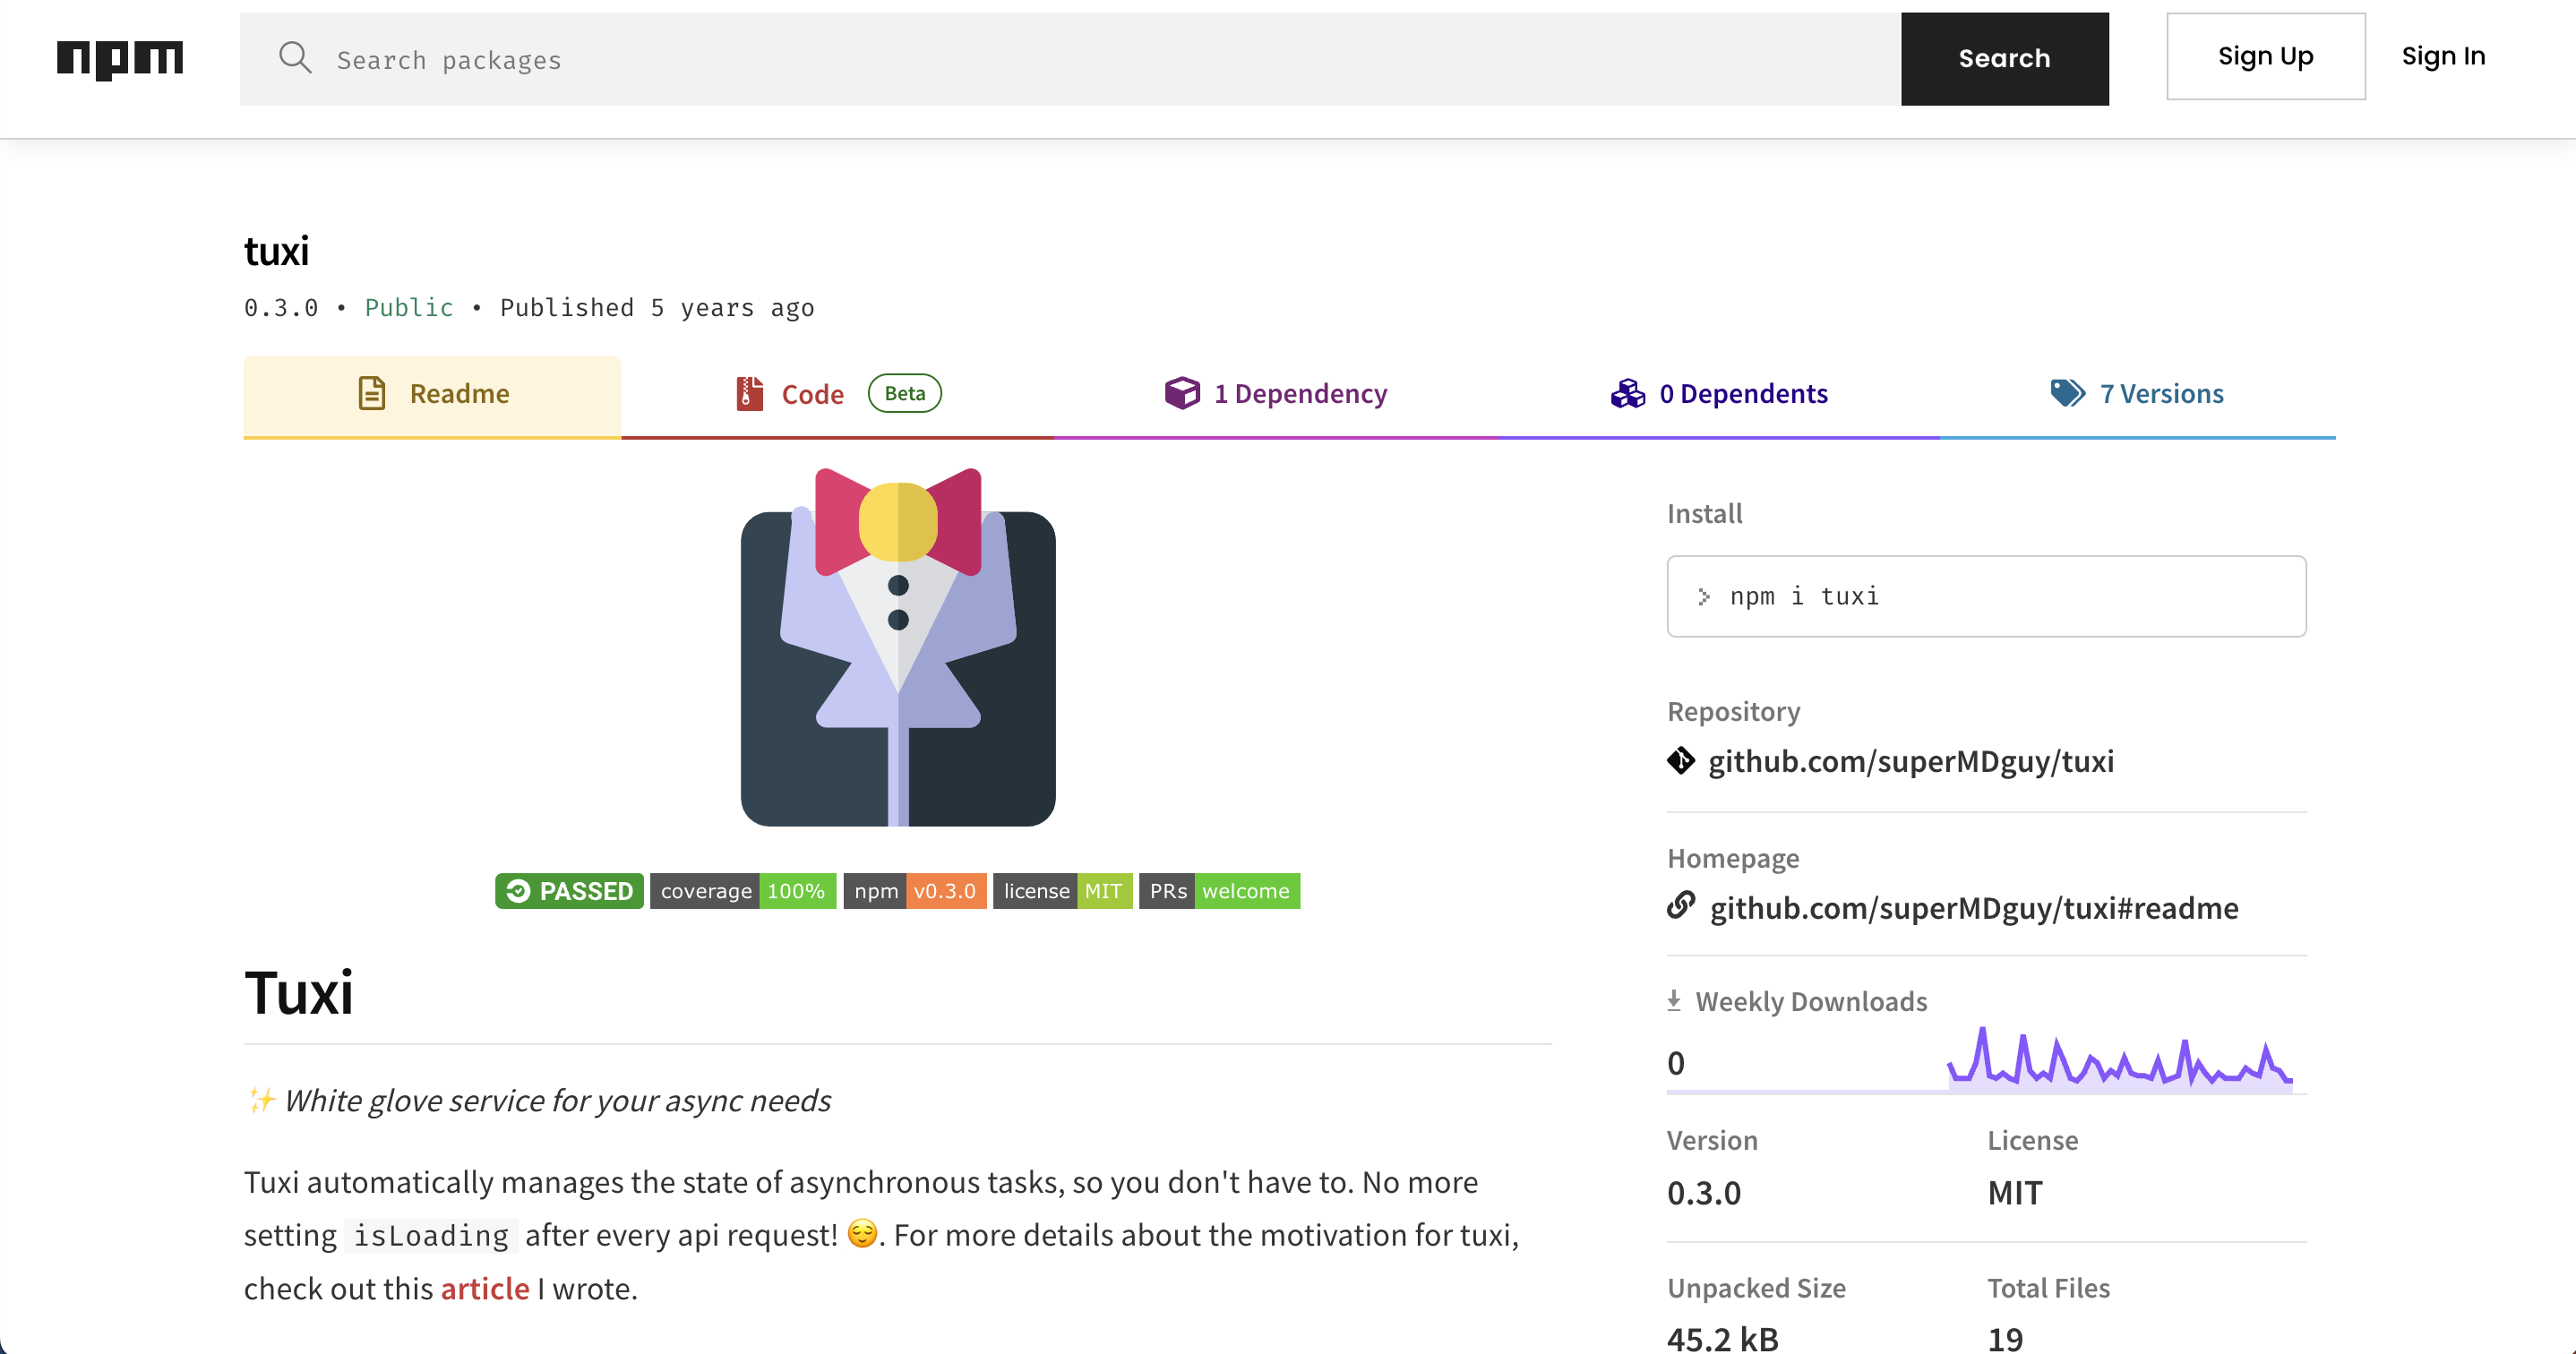 npm
Search packages
Search
Sign Up
Sign In
tuxi
0.3.0 • Public • Published 5 years ago
Readme
Code Beta
1 Dependency
0 Dependents
7 Versions
PASSED
coverage 100%
npm v0.3.0
license MIT
PRs welcome
Tuxi
✨ White glove service for your async needs
Tuxi automatically manages the state of asynchronous tasks, so you don't have to. No more
setting isLoading after every api request! 😌. For more details about the motivation for tuxi,
check out this article I wrote.
Install
> npm i tuxi
Repository
github.com/superMDguy/tuxi
Homepage
github.com/superMDguy/tuxi#readme
Weekly Downloads
0
Version
0.3.0
License
MIT
Unpacked Size
45.2 kB
Total Files
19